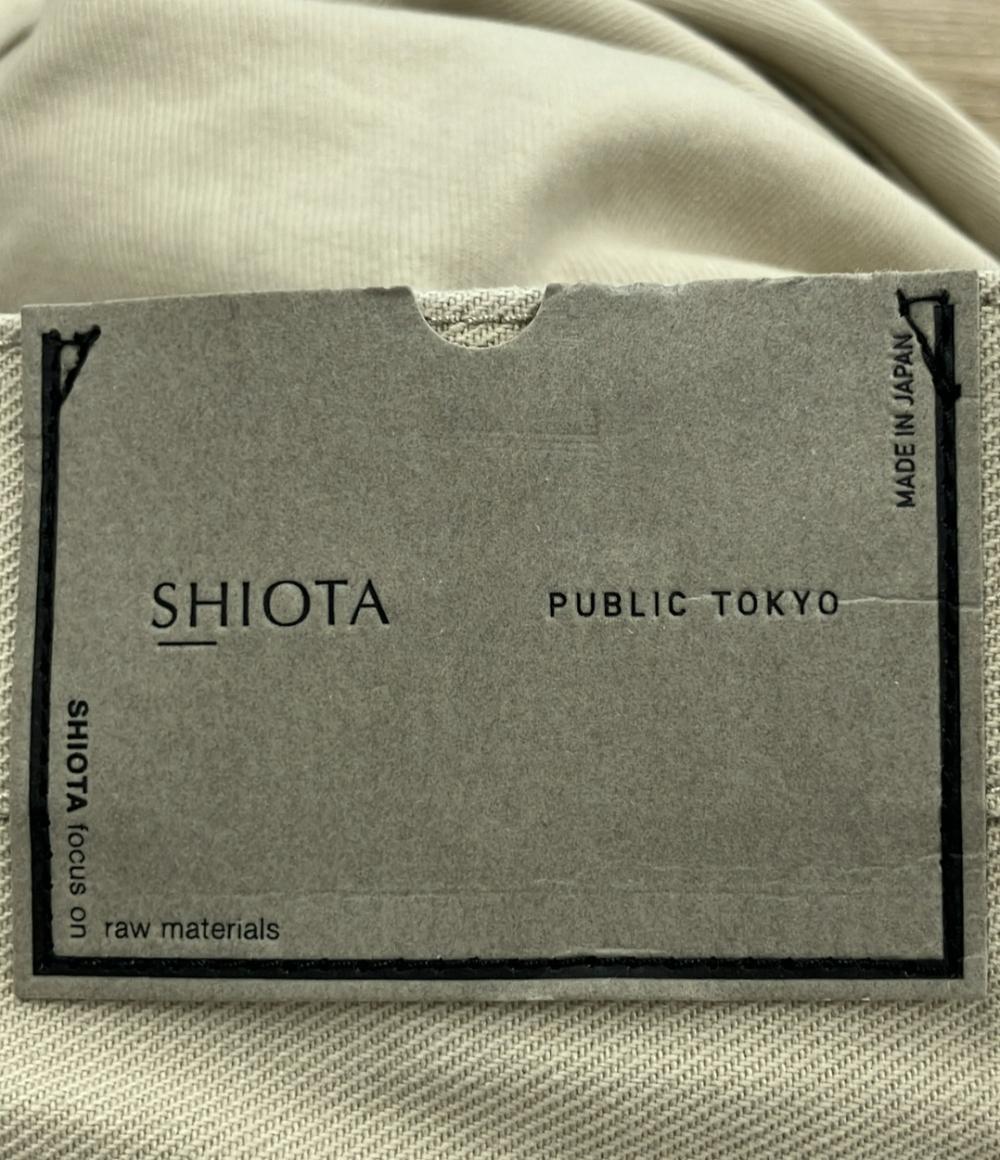 MADE IN JAPAN
SHIOTA
PUBLIC TOKYO
SHIOTA focus on
raw materials